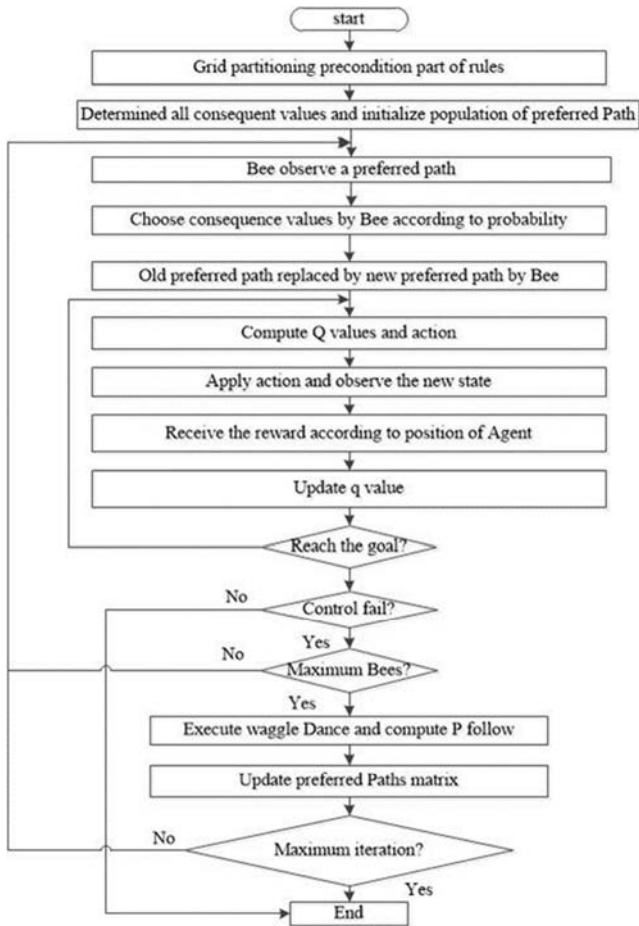 start
Grid partitioning precondition part of rules
Determined all consequent values and initialize population of preferred Path
Bee observe a preferred path
Choose consequence values by Bee according to probability
Old preferred path replaced by new preferred path by Bee
Compute Q values and action
Apply action and observe the new state
Receive the reward according to position of Agent
Update q value
Reach the goal?
No
Control fail?
Yes
No
Maximum Bees?
Yes
Execute waggle Dance and compute P follow
Update preferred Paths matrix
No
Maximum iteration?
Yes
End